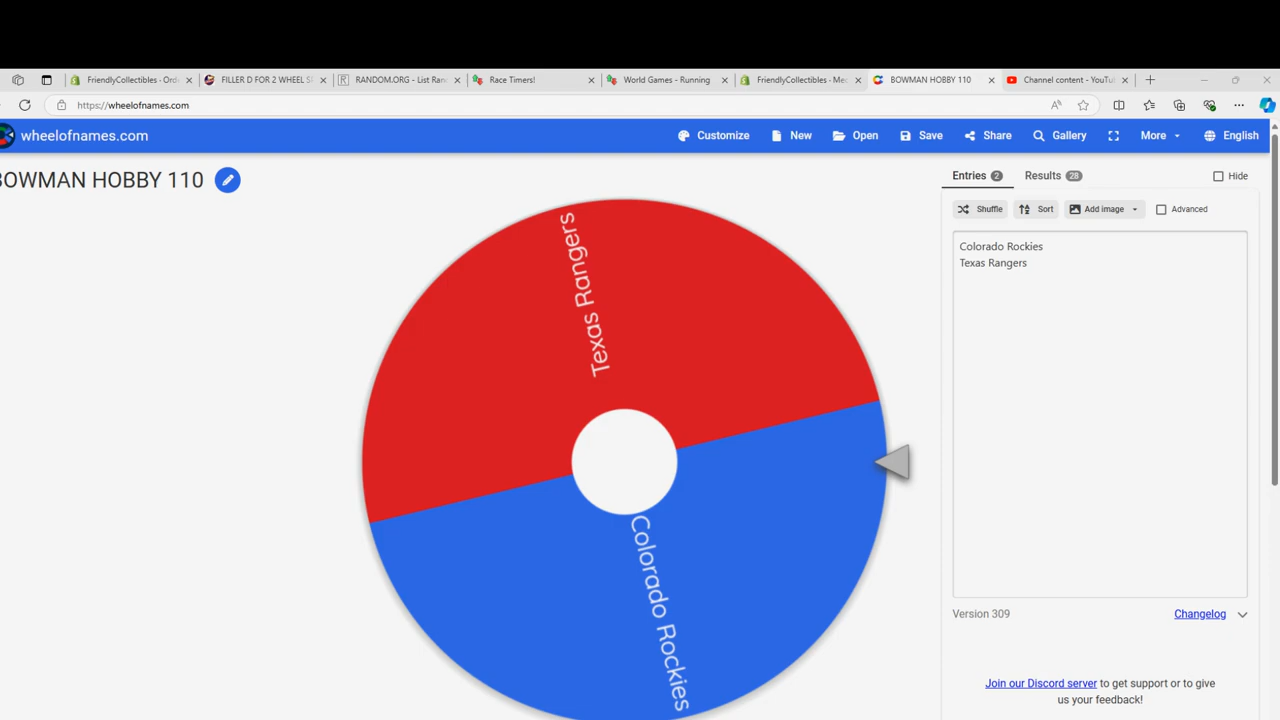 FriendlyCollectibles - Ord
FILLER D FOR 2 WHEEL S
RANDOM.ORG - List Ran
Race Timers!
World Games - Running
FriendlyCollectibles - Mec
BOWMAN HOBBY 110
Channel content - YouTu
https://wheelofnames.com
wheelofnames.com
Customize
New
Open
Save
Share
Gallery
More
English
BOWMAN HOBBY 110
Entries 2
Results 28
Hide
Shuffle
Sort
Add image
Advanced
Colorado Rockies
Texas Rangers
Texas Rangers
Colorado Rockies
Version 309
Changelog
Join our Discord server to get support or to give
us your feedback!